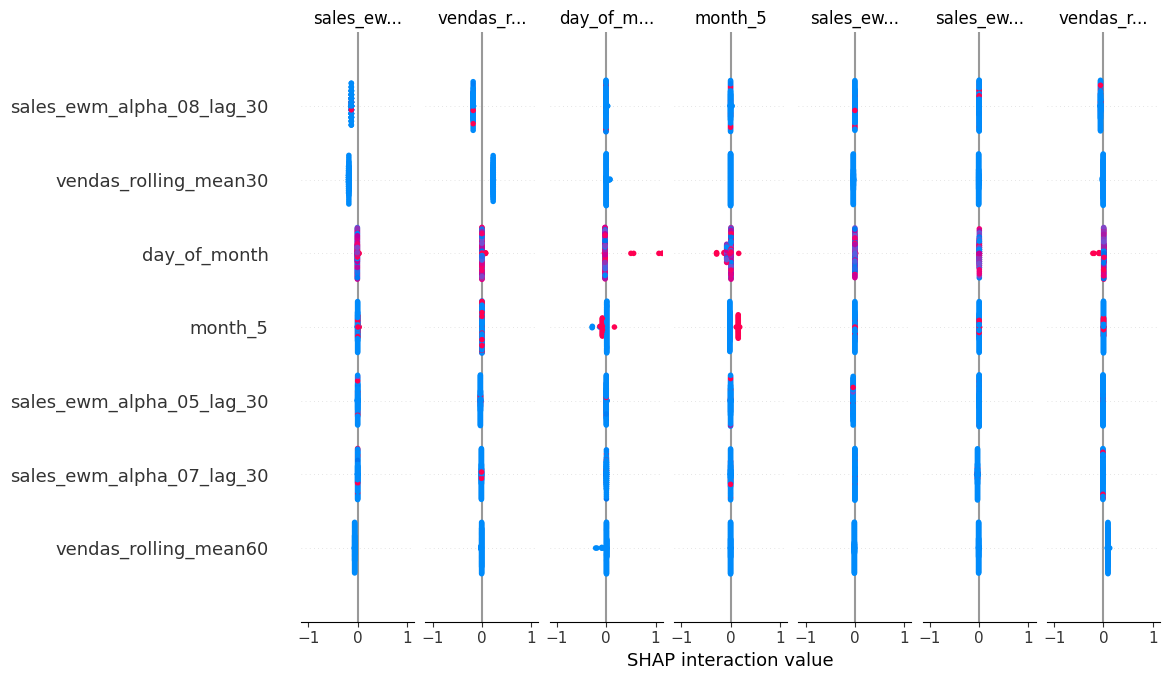 sales_ew... vendas_r... day_of_m... month_5 sales_ew... sales_ew... vendas_r...
sales_ewm_alpha_08_lag_30
vendas_rolling_mean30
day_of_month
month_5
sales_ewm_alpha_05_lag_30
sales_ewm_alpha_07_lag_30
vendas_rolling_mean60
−1 0 1 −1 0 1 −1 0 1 −1 0 1 −1 0 1 −1 0 1 −1 0 1
SHAP interaction value